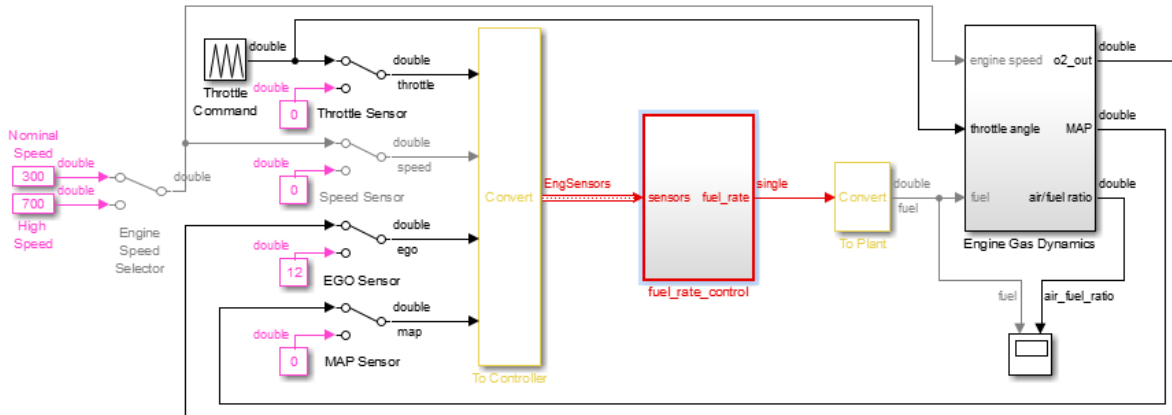 double
double
Throttle
Command
double
throttle
double
0
Throttle Sensor
Nominal
Speed
300
double
700
double
High
Speed
double
Engine
Speed
Selector
double
speed
double
0
Speed Sensor
double
ego
double
12
EGO Sensor
double
map
double
0
MAP Sensor
Convert
To Controller
EngSensors
sensors
fuel_rate
fuel_rate_control
single
Convert
To Plant
double
fuel
engine speed
o2_out
double
throttle angle
MAP
double
fuel
air/fuel ratio
double
Engine Gas Dynamics
fuel
air_fuel_ratio